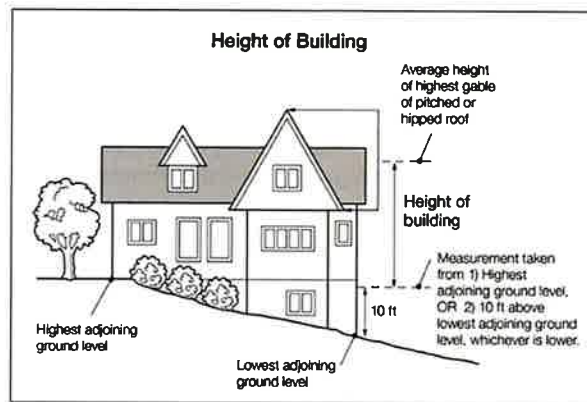 Height of Building
Average height
of highest gable
of pitched or
hipped roof
Height of
building
Measurement taken
from 1) Highest
adjoining ground level,
OR 2) 10 ft above
lowest adjoining ground
level, whichever is lower.
10 ft
Highest adjoining
ground level
Lowest adjoining
ground level